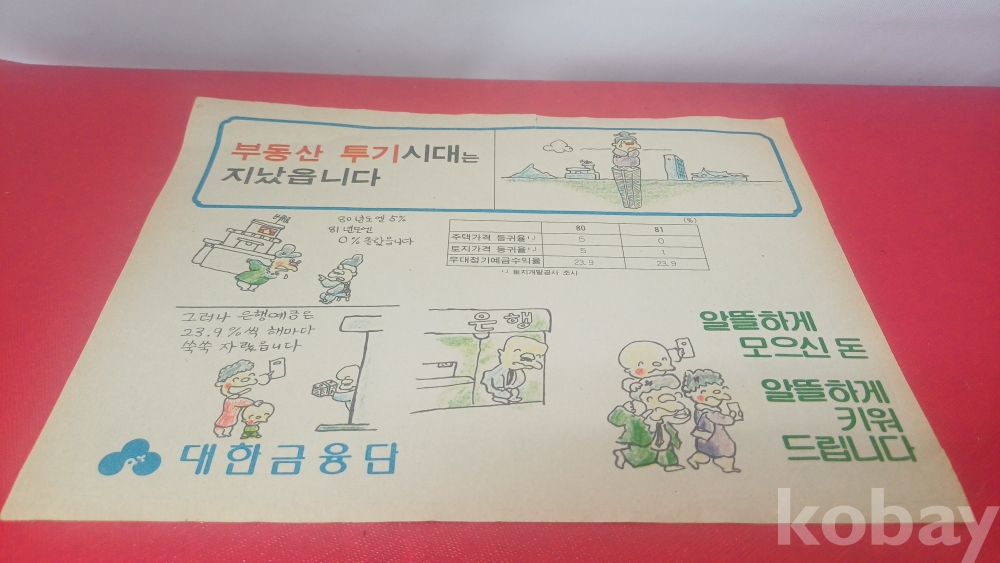 부동산 투기시대는
지났읍니다
80년도엔 5%
81년도엔
0% 올랐읍니다
(%)
80 81
주택가격 등귀율¹⁾ 5 0
토지가격 등귀율¹⁾ 5 1
우대정기예금수익율 23.9 23.9
¹⁾ 토지개발공사 조사
그러나 은행예금은
23.9%씩 해마다
쑥쑥 자랐읍니다
은행
알뜰하게
모으신 돈
알뜰하게
키워
드립니다
대한금융단
kobay